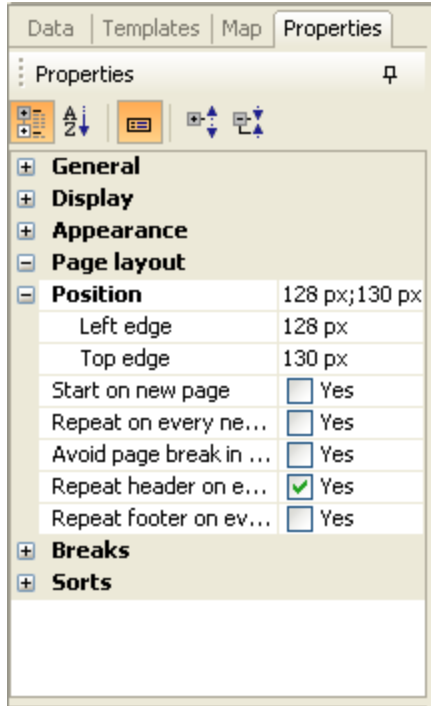 Data Templates Map Properties
Properties
General
Display
Appearance
Page layout
Position 128 px;130 px
Left edge 128 px
Top edge 130 px
Start on new page Yes
Repeat on every ne... Yes
Avoid page break in ... Yes
Repeat header on e... Yes
Repeat footer on ev... Yes
Breaks
Sorts